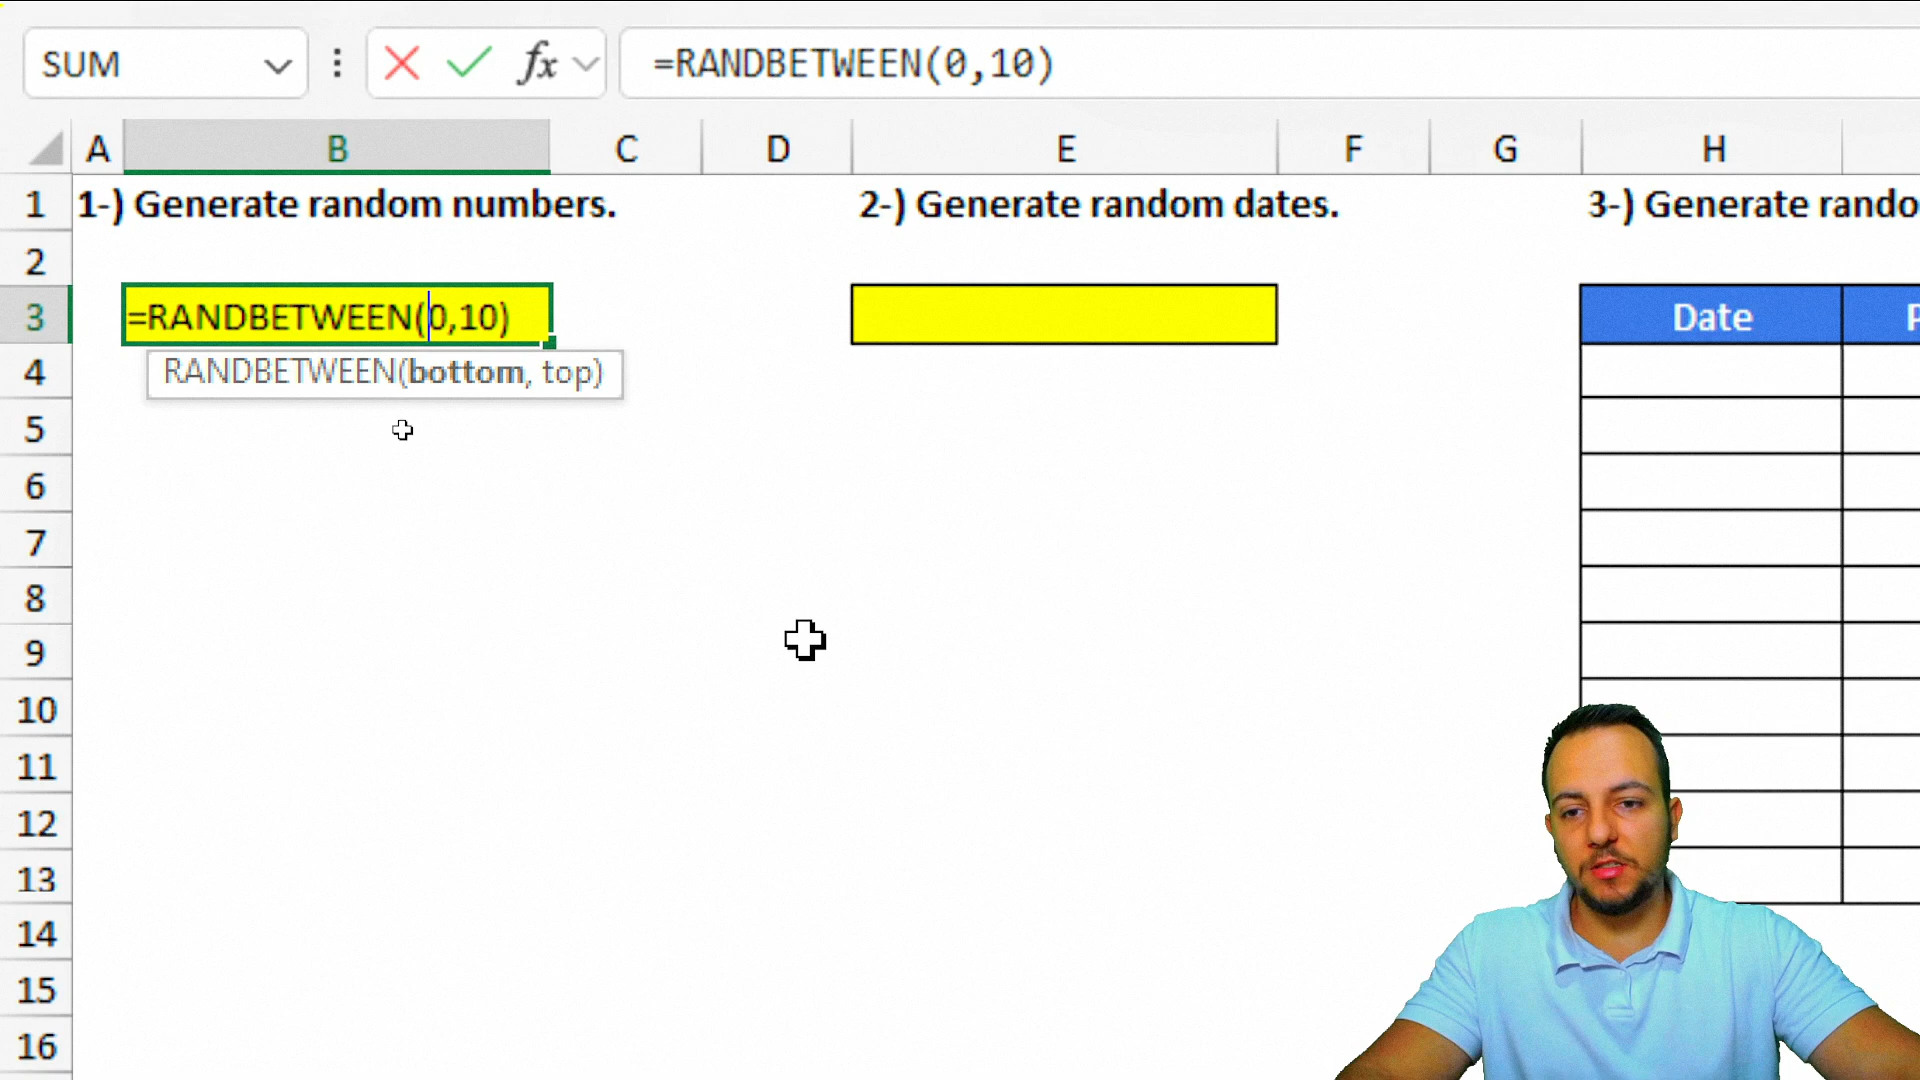 SUM
fx
=RANDBETWEEN(0,10)
A B C D E F G H
1 1-) Generate random numbers. 2-) Generate random dates. 3-) Generate rando
2
3 =RANDBETWEEN(0,10) Date P
4 RANDBETWEEN(bottom, top)
5
6
7
8
9
10
11
12
13
14
15
16